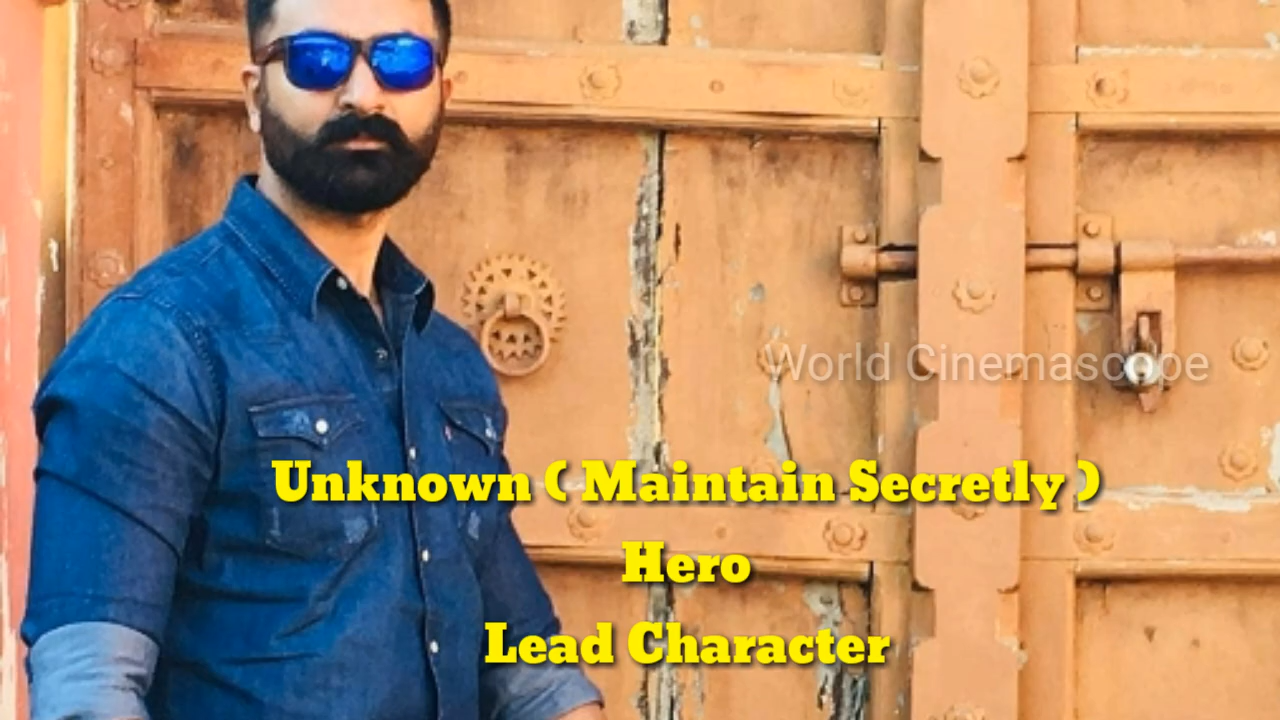 World Cinemascope
Unknown ( Maintain Secretly )
Hero
Lead Character